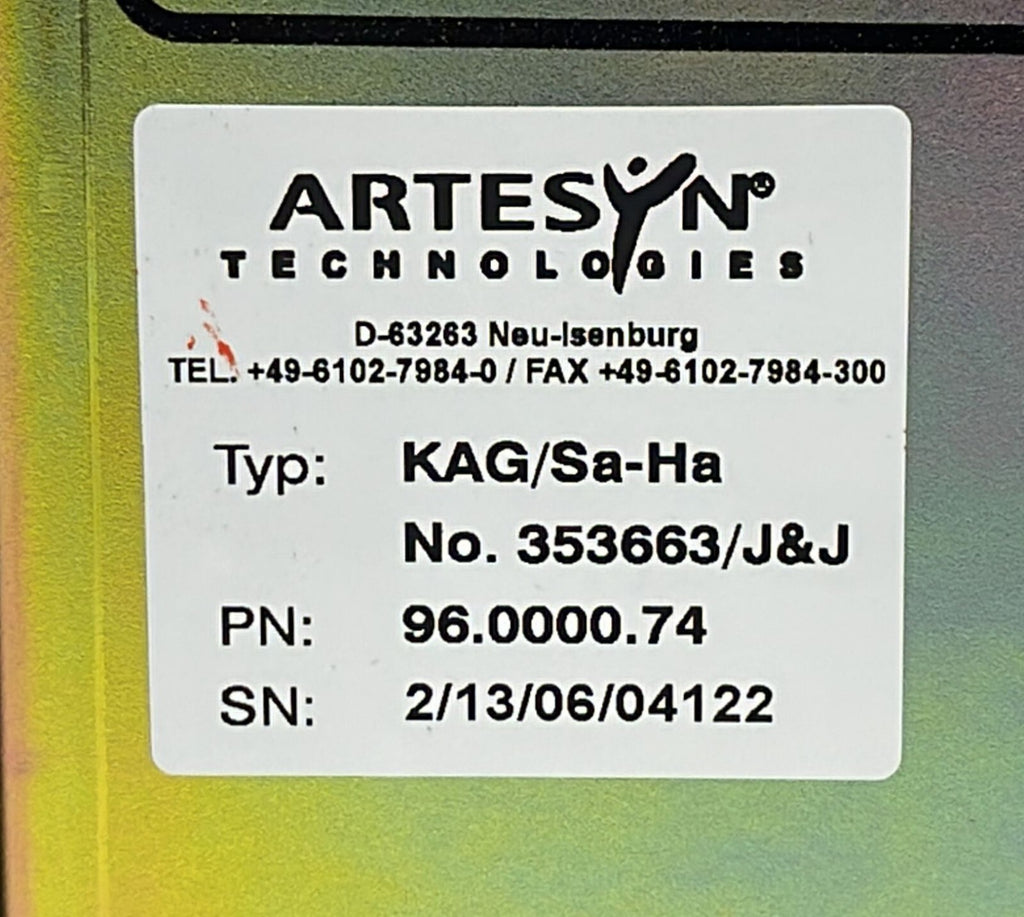 ARTESYN®
TECHNOLOGIES
D-63263 Neu-Isenburg
TEL. +49-6102-7984-0 / FAX +49-6102-7984-300
Typ: KAG/Sa-Ha
No. 353663/J&J
PN: 96.0000.74
SN: 2/13/06/04122